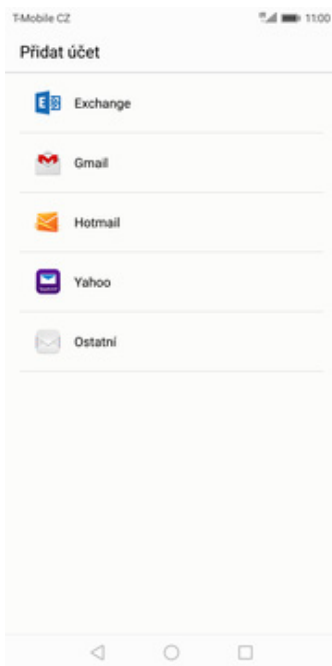 T-Mobile CZ 11:00
Přidat účet
Exchange
Gmail
Hotmail
Yahoo
Ostatní